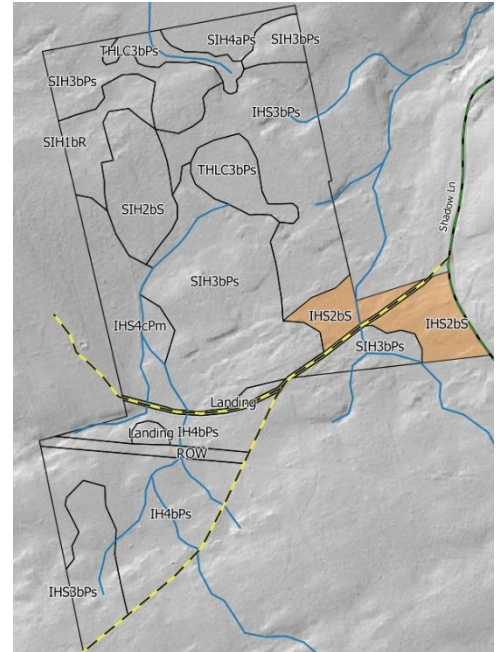 SIH4aPs
SIH3bPs
THLC3bPs
SIH3bPs
IHS3bPs
SIH1bR
THLC3bPs
SIH2bS
Shadow Ln
SIH3bPs
IHS2bS
IHS4cPm
IHS2bS
SIH3bPs
Landing
Landing
IH4bPs
ROW
IH4bPs
IHS3bPs